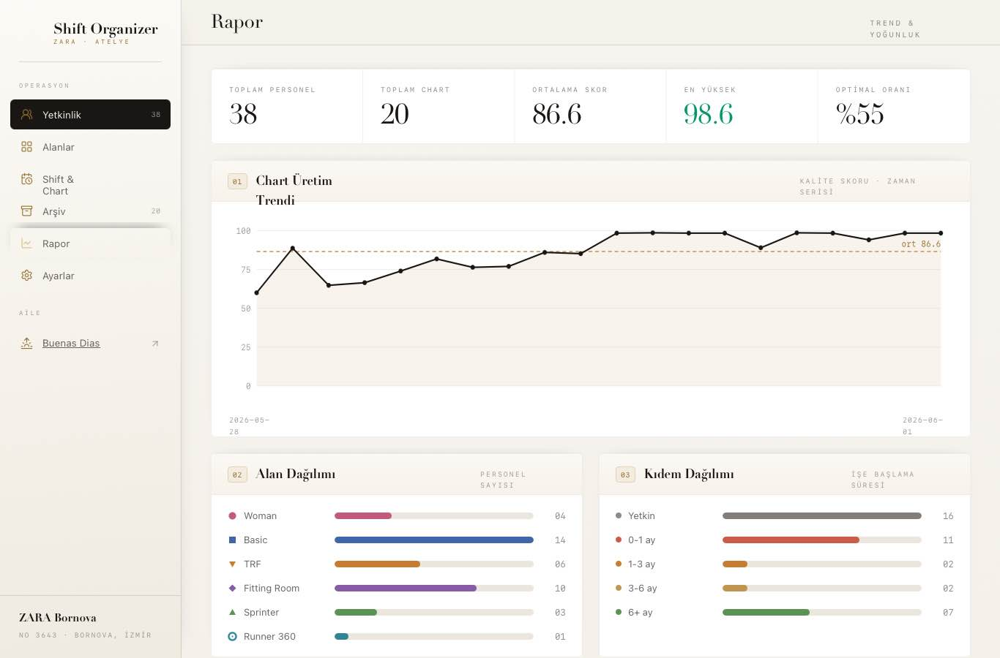 Shift Organizer
ZARA · ATELYE
OPERASYON
Yetkinlik 38
Alanlar
Shift &
Chart
Arşiv 20
Rapor
Ayarlar
AİLE
Buenas Dias
ZARA Bornova
NO 3643 · BORNOVA, İZMİR
Rapor
TREND &
YOĞUNLUK
TOPLAM PERSONEL
38
TOPLAM CHART
20
ORTALAMA SKOR
86.6
EN YÜKSEK
98.6
OPTİMAL ORANI
%55
01 Chart Üretim
Trendi
KALİTE SKORU · ZAMAN
SERİSİ
100
75
50
25
0
ort 86.6
2026-05-
28
2026-06-
01
02 Alan Dağılımı
PERSONEL
SAYISI
Woman 04
Basic 14
TRF 06
Fitting Room 10
Sprinter 03
Runner 360 01
03 Kıdem Dağılımı
İŞE BAŞLAMA
SÜRESİ
Yetkin 16
0-1 ay 11
1-3 ay 02
3-6 ay 02
6+ ay 07